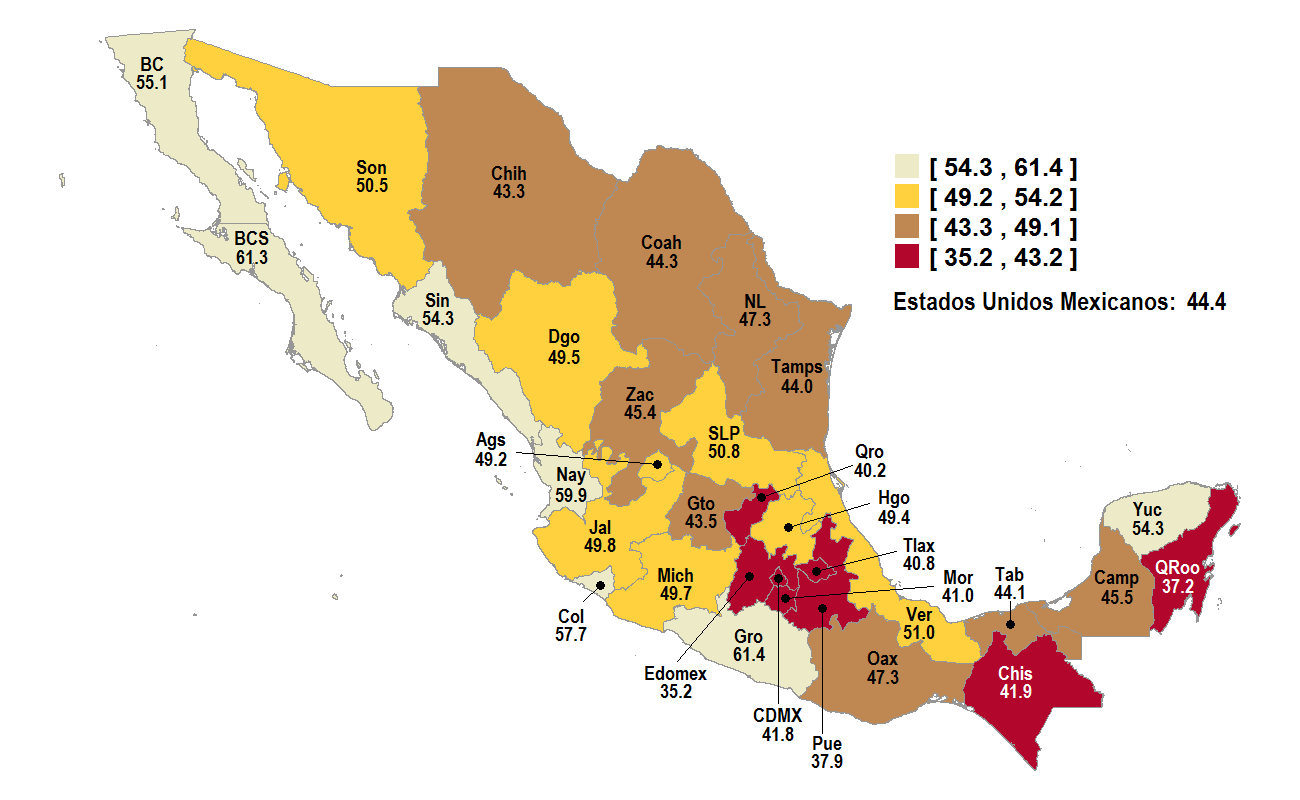 BC
55.1
Son
50.5
Chih
43.3
[ 54.3 , 61.4 ]
[ 49.2 , 54.2 ]
[ 43.3 , 49.1 ]
[ 35.2 , 43.2 ]
Estados Unidos Mexicanos: 44.4
BCS
61.3
Coah
44.3
Sin
54.3
NL
47.3
Dgo
49.5
Tamps
44.0
Zac
45.4
SLP
50.8
Ags
49.2
Qro
40.2
Nay
59.9
Gto
43.5
Hgo
49.4
Yuc
54.3
Jal
49.8
Tlax
40.8
QRoo
37.2
Mich
49.7
Mor
41.0
Tab
44.1
Camp
45.5
Col
57.7
Ver
51.0
Gro
61.4
Oax
47.3
Edomex
35.2
Chis
41.9
CDMX
41.8
Pue
37.9